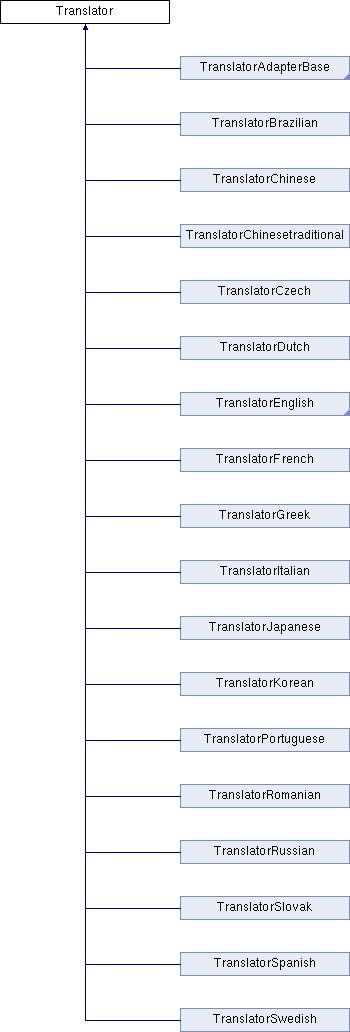 Translator
TranslatorAdapterBase
TranslatorBrazilian
TranslatorChinese
TranslatorChinesetraditional
TranslatorCzech
TranslatorDutch
TranslatorEnglish
TranslatorFrench
TranslatorGreek
TranslatorItalian
TranslatorJapanese
TranslatorKorean
TranslatorPortuguese
TranslatorRomanian
TranslatorRussian
TranslatorSlovak
TranslatorSpanish
TranslatorSwedish